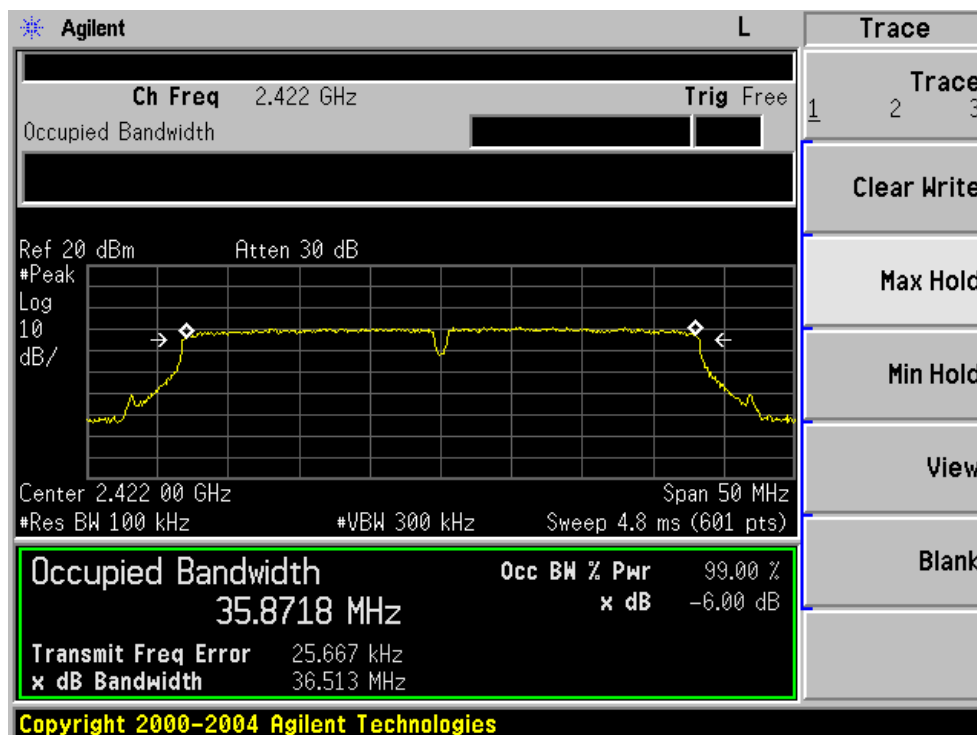 Agilent L Trace
Ch Freq 2.422 GHz Trig Free
Occupied Bandwidth
Trace
1 2 3
Clear Write
Max Hold
Min Hold
View
Blank
Ref 20 dBm Atten 30 dB
#Peak
Log
10
dB/
Center 2.422 00 GHz Span 50 MHz
#Res BW 100 kHz #VBW 300 kHz Sweep 4.8 ms (601 pts)
Occupied Bandwidth Occ BW % Pwr 99.00 %
35.8718 MHz x dB -6.00 dB
Transmit Freq Error 25.667 kHz
x dB Bandwidth 36.513 MHz
Copyright 2000-2004 Agilent Technologies